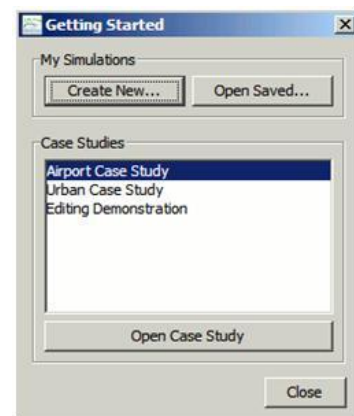 Getting Started
My Simulations
Create New...
Open Saved...
Case Studies
Airport Case Study
Urban Case Study
Editing Demonstration
Open Case Study
Close